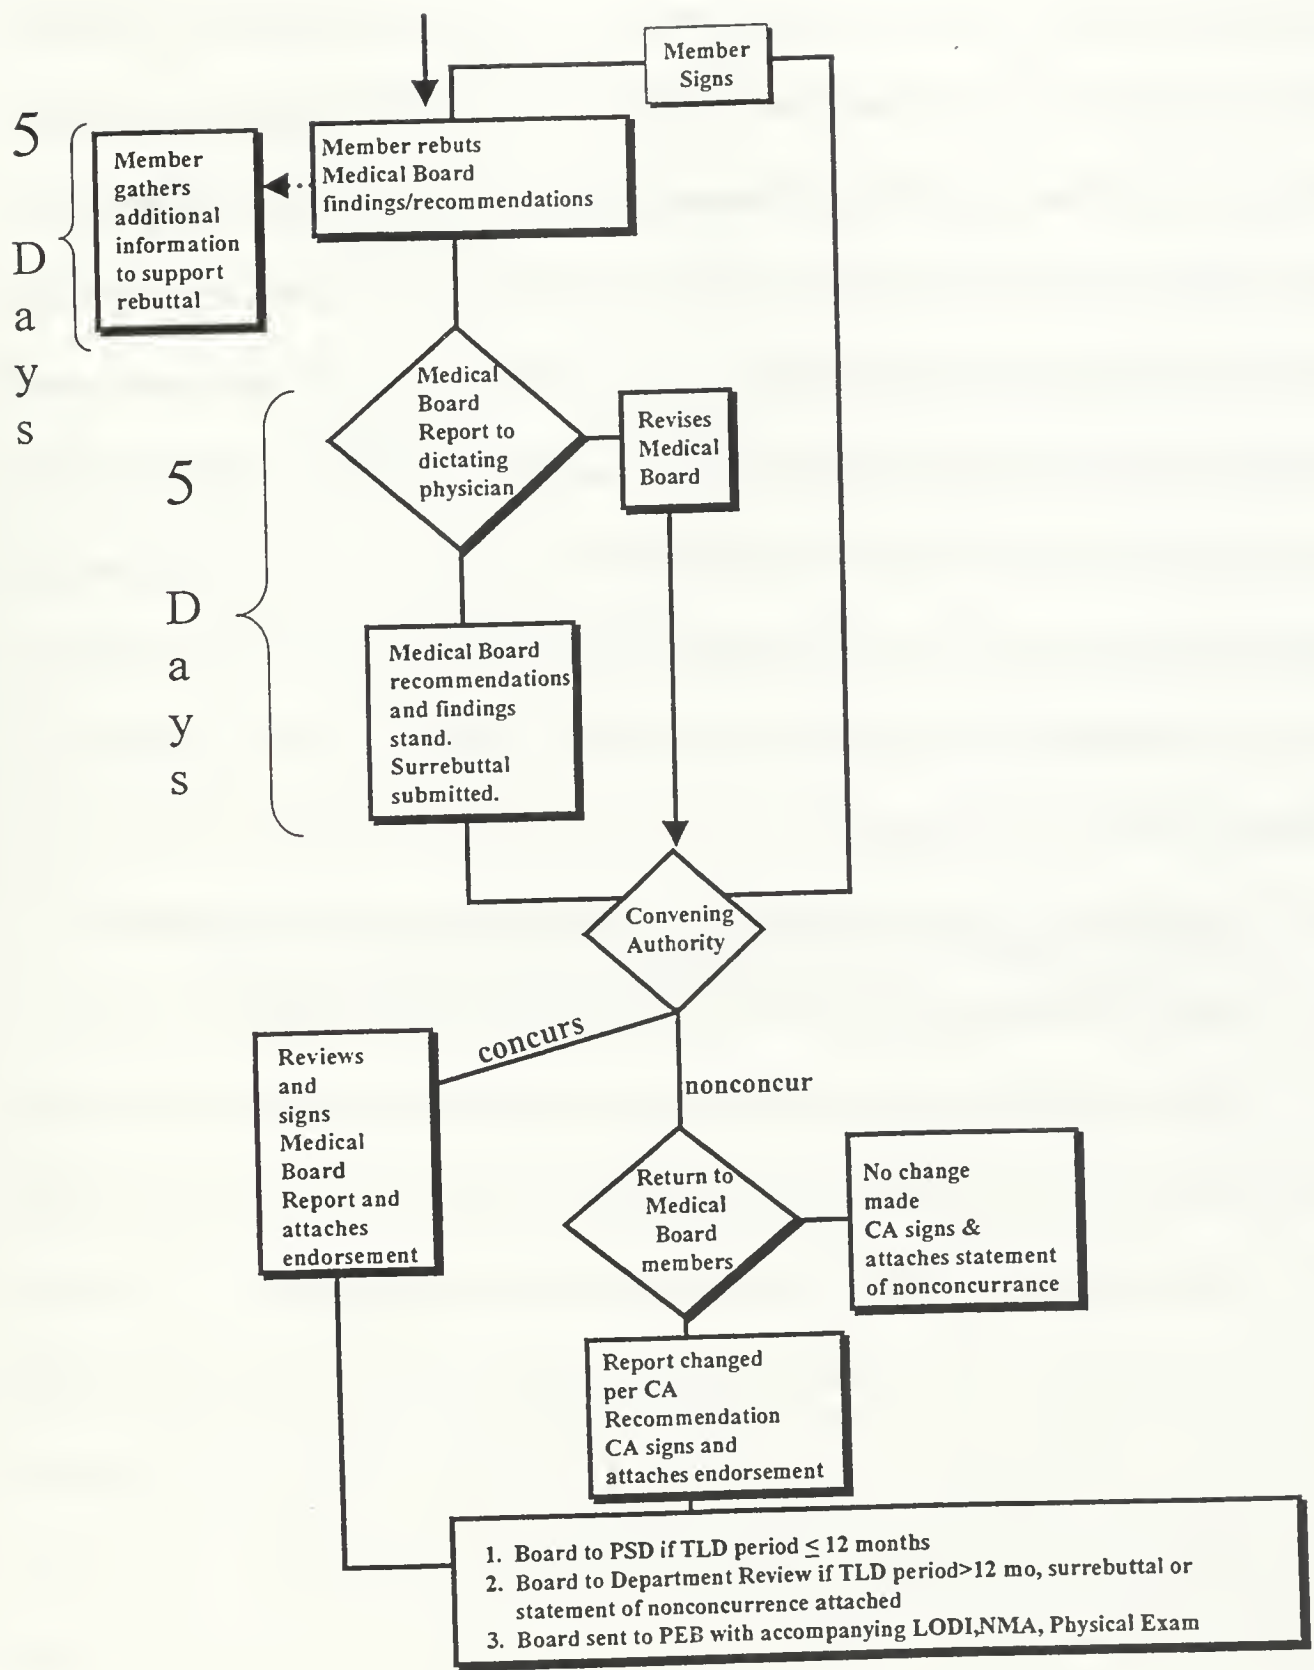 Member
Signs
5
D
a
y
s
Member
gathers
additional
information
to support
rebuttal
Member rebuts
Medical Board
findings/recommendations
Medical
Board
Report to
dictating
physician
Revises
Medical
Board
5
D
a
y
s
Medical Board
recommendations
and findings
stand.
Surrebuttal
submitted.
Convening
Authority
concurs
nonconcur
Reviews
and
signs
Medical
Board
Report and
attaches
endorsement
Return to
Medical
Board
members
No change
made
CA signs &
attaches statement
of nonconcurrance
Report changed
per CA
Recommendation
CA signs and
attaches endorsement
1. Board to PSD if TLD period ≤ 12 months
2. Board to Department Review if TLD period>12 mo, surrebuttal or
statement of nonconcurrence attached
3. Board sent to PEB with accompanying LODI,NMA, Physical Exam